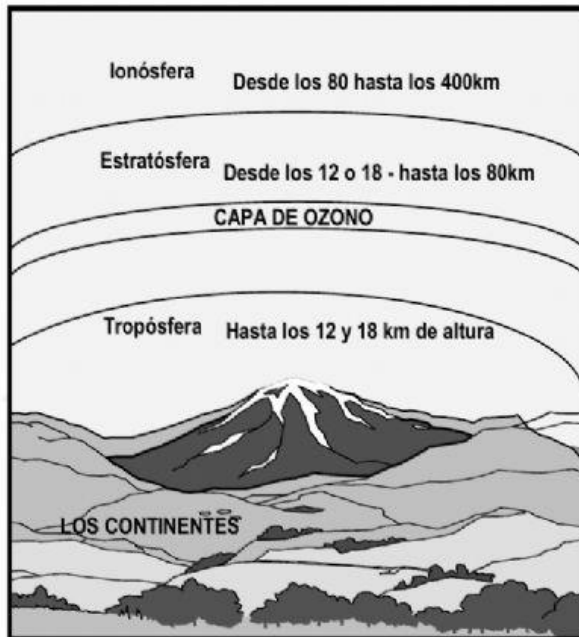 Ionósfera Desde los 80 hasta los 400km
Estratósfera Desde los 12 o 18 - hasta los 80km
CAPA DE OZONO
Tropósfera Hasta los 12 y 18 km de altura
LOS CONTINENTES